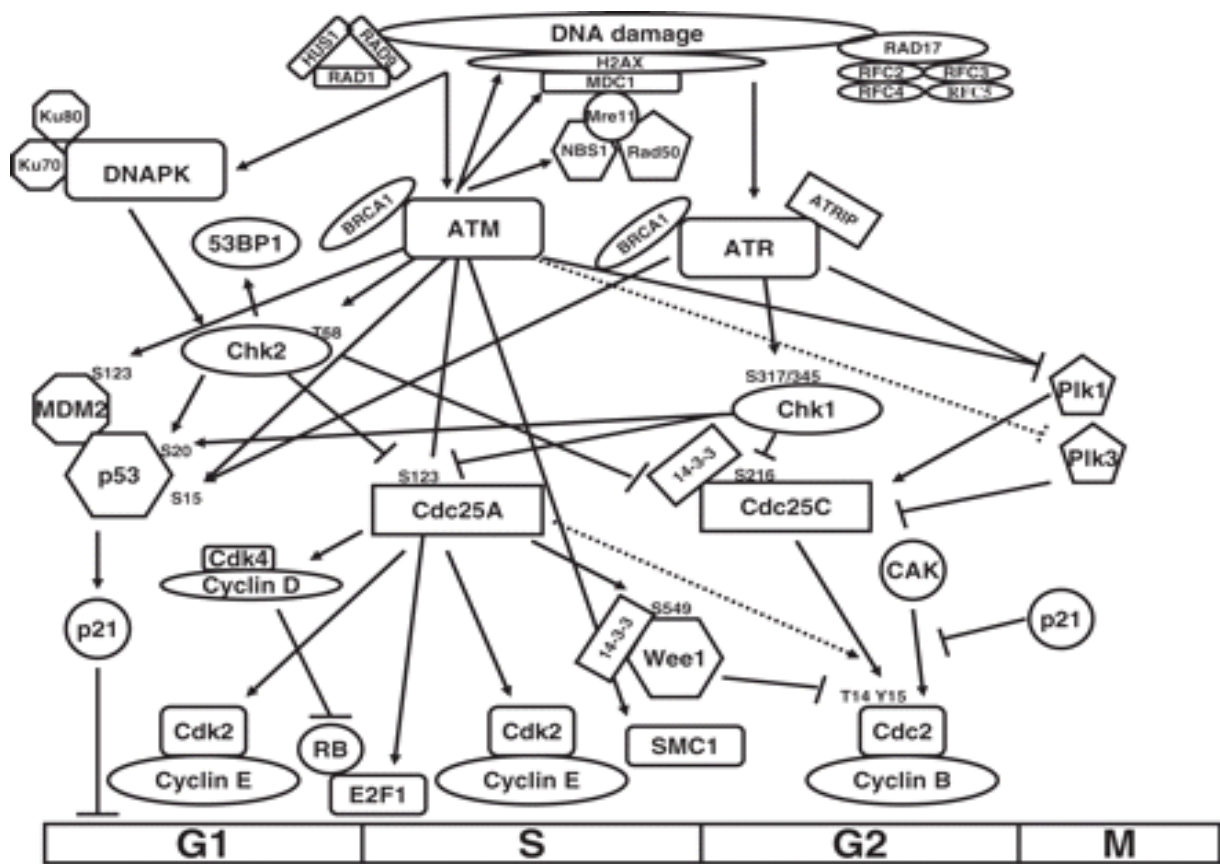 DNA damage
HUS1
RAD9
RAD1
H2AX
MDC1
RAD17
RFC2
RFC3
RFC4
RFC5
Mre11
NBS1
Rad50
Ku80
Ku70
DNAPK
BRCA1
ATM
BRCA1
ATR
ATRIP
53BP1
T68
Chk2
S123
MDM2
S20
p53
S15
S317/345
Chk1
Plk1
Plk3
14-3-3
S216
Cdc25C
S123
Cdc25A
Cdk4
Cyclin D
CAK
p21
p21
14-3-3
S549
Wee1
T14 Y15
Cdk2
Cyclin E
RB
E2F1
Cdk2
Cyclin E
SMC1
Cdc2
Cyclin B
G1
S
G2
M